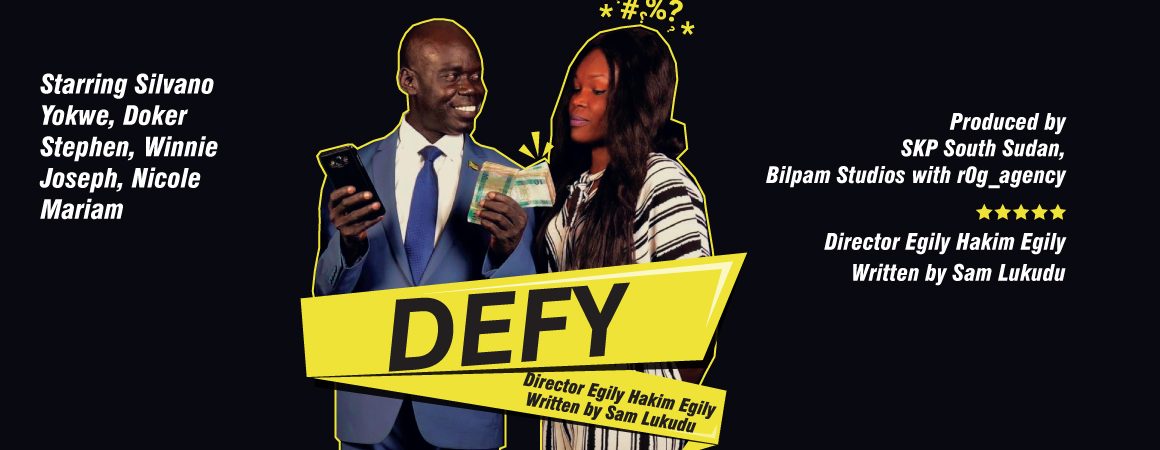 *#%?
? ? *
Starring Silvano
Yokwe, Doker
Stephen, Winnie
Joseph, Nicole
Mariam
Produced by
SKP South Sudan,
Bilpam Studios with r0g_agency
Director Egily Hakim Egily
Written by Sam Lukudu
DEFY
Director Egily Hakim Egily
Written by Sam Lukudu